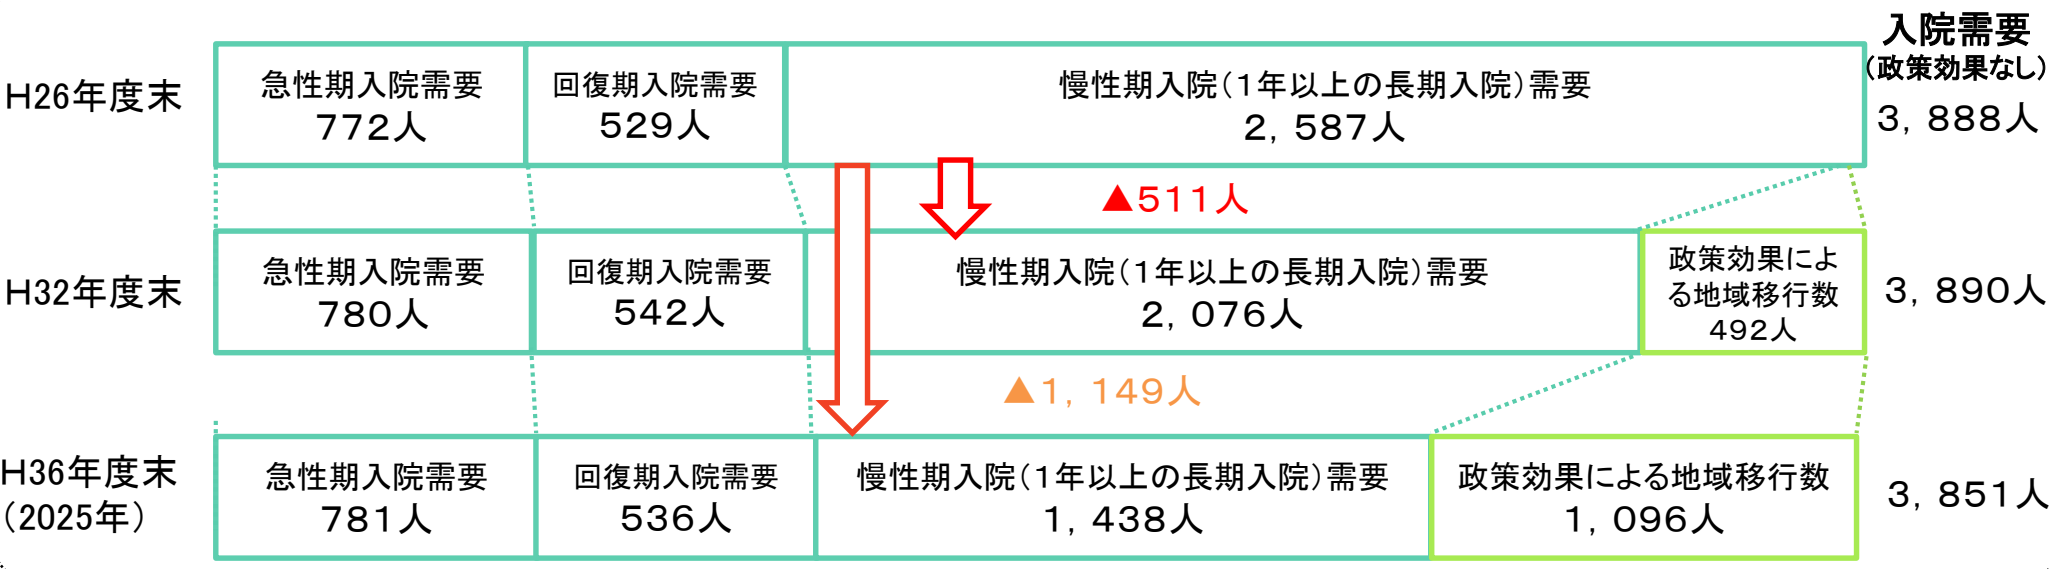 入院需要
(政策効果なし)
H26年度末
急性期入院需要
772人
回復期入院需要
529人
慢性期入院(1年以上の長期入院)需要
2,587人
3,888人
▲511人
H32年度末
急性期入院需要
780人
回復期入院需要
542人
慢性期入院(1年以上の長期入院)需要
2,076人
政策効果によ
る地域移行数
492人
3,890人
▲1,149人
H36年度末
(2025年)
急性期入院需要
781人
回復期入院需要
536人
慢性期入院(1年以上の長期入院)需要
1,438人
政策効果による地域移行数
1,096人
3,851人